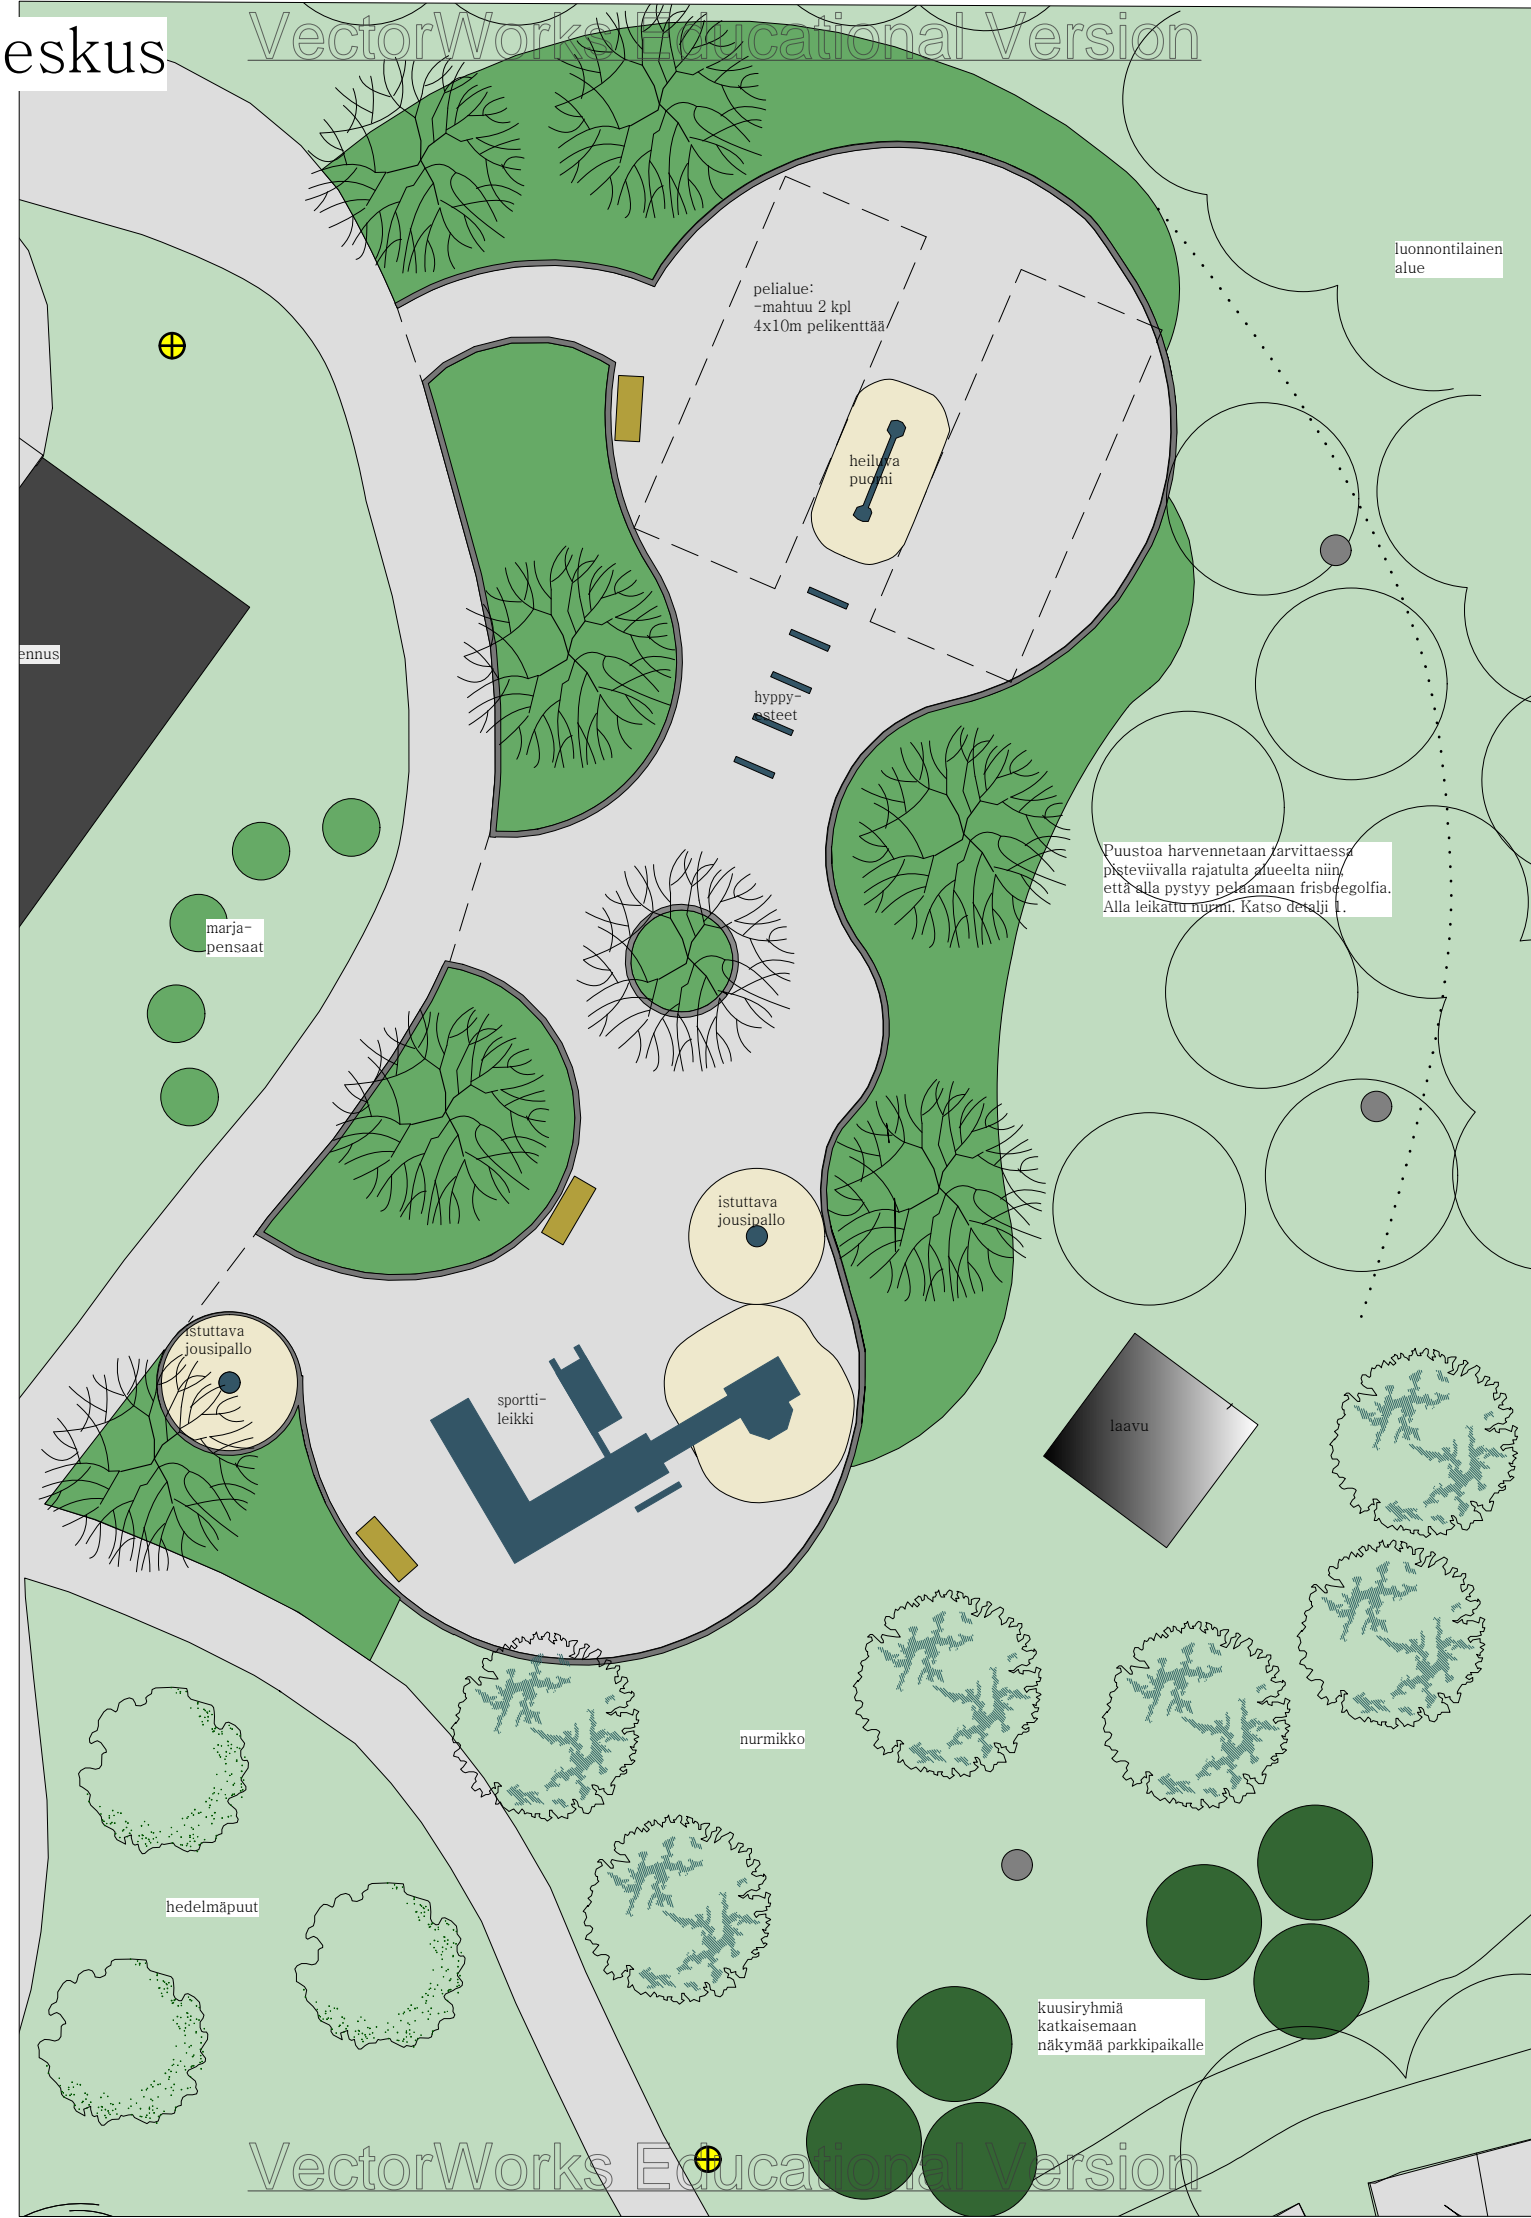 VectorWorks Educational Version
eskus
luonnontilainen
alue
pelialue:
-mahtuu 2 kpl
4x10m pelikenttää
heiluva
puomi
ennus
hyppy-
esteet
Puustoa harvennetaan tarvittaessa
pisteviivalla rajatulta alueelta niin,
että alla pystyy pelaamaan frisbeegolfia.
Alla leikattu nurmi. Katso detalji 1.
marja-
pensaat
istuttava
jousipallo
istuttava
jousipallo
sportti-
leikki
laavu
nurmikko
hedelmäpuut
kuusiryhmiä
katkaisemaan
näkymää parkkipaikalle
VectorWorks Educational Version